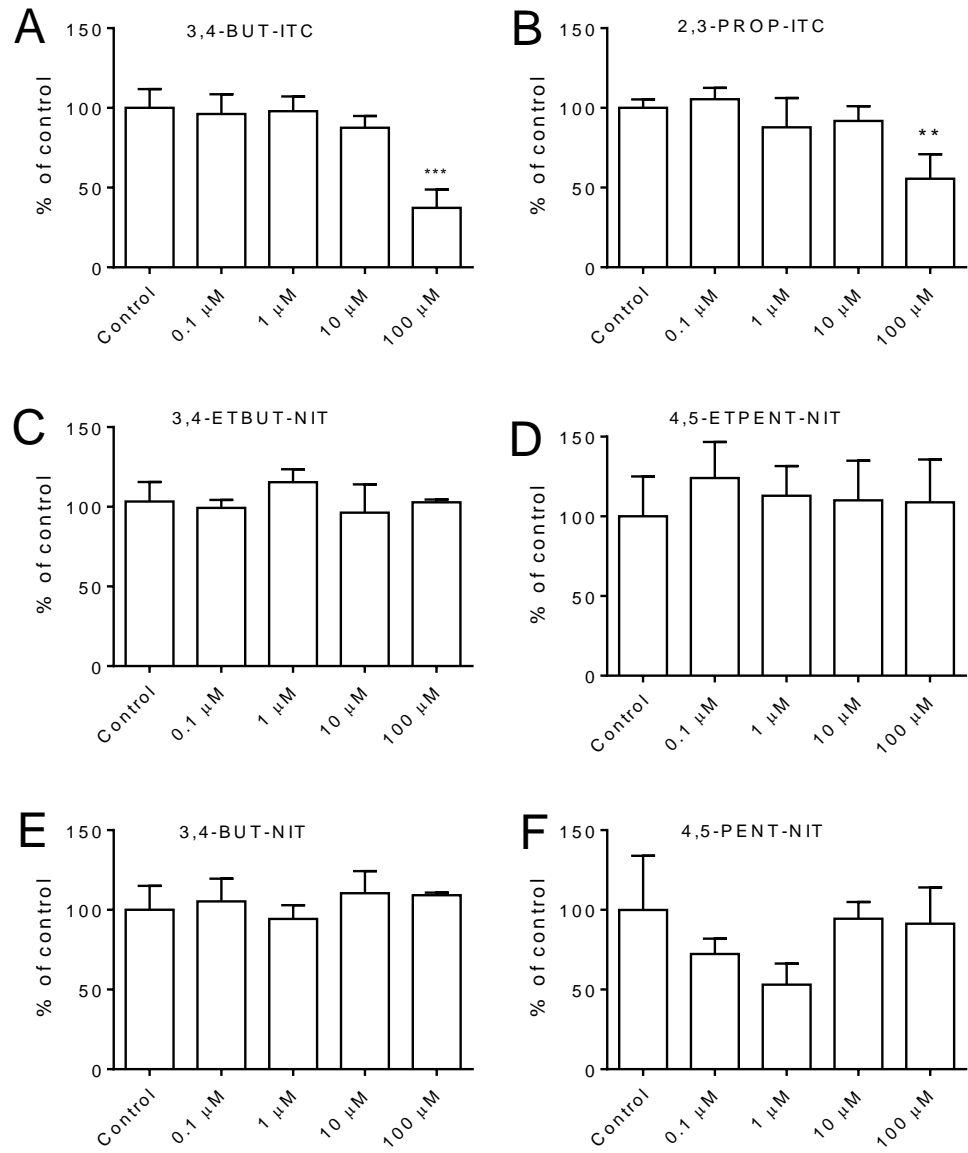 A
3,4-BUT-ITC
% of control
150
100
50
0
***
Control
0.1 μM
1 μM
10 μM
100 μM
B
2,3-PROP-ITC
% of control
150
100
50
0
**
Control
0.1 μM
1 μM
10 μM
100 μM
C
3,4-ETBUT-NIT
% of control
150
100
50
0
Control
0.1 μM
1 μM
10 μM
100 μM
D
4,5-ETPENT-NIT
% of control
150
100
50
0
Control
0.1 μM
1 μM
10 μM
100 μM
E
3,4-BUT-NIT
% of control
150
100
50
0
Control
0.1 μM
1 μM
10 μM
100 μM
F
4,5-PENT-NIT
% of control
150
100
50
0
Control
0.1 μM
1 μM
10 μM
100 μM